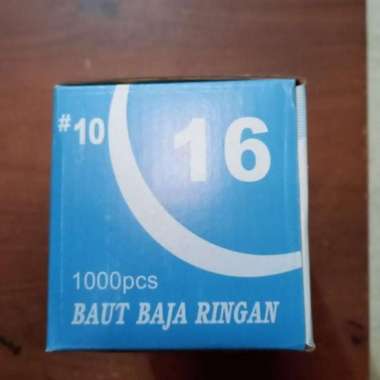 #10 16
1000pcs
BAUT BAJA RINGAN